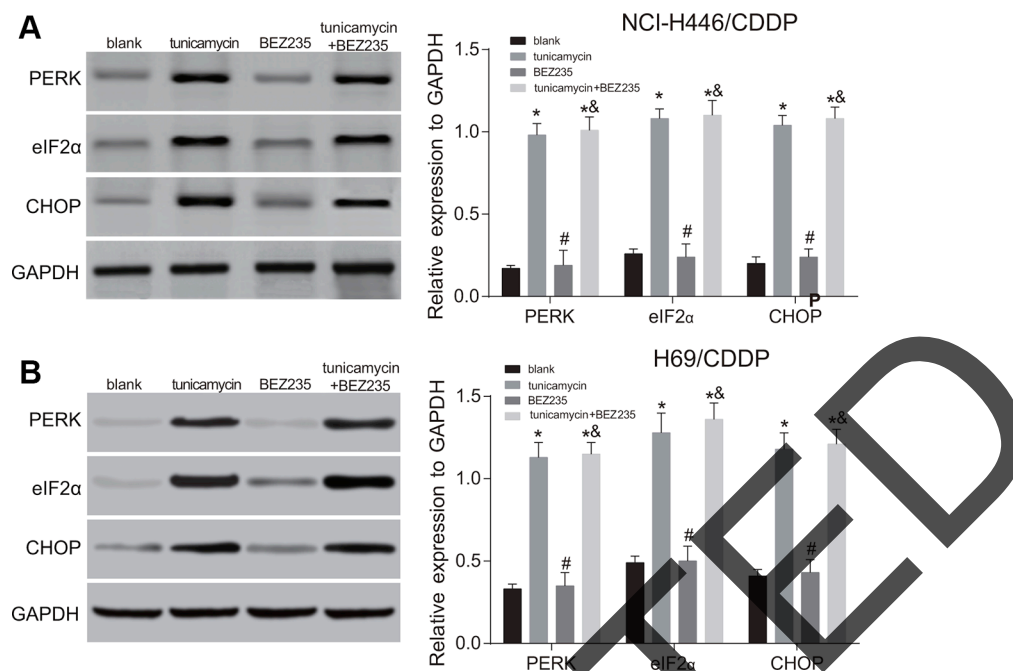 A
blank tunicamycin BEZ235 tunicamycin
+BEZ235
PERK
eIF2α
CHOP
GAPDH
NCI-H446/CDDP
Relative expression to GAPDH
blank
tunicamycin
BEZ235
tunicamycin+BEZ235
1.5
1.0
0.5
0.0
* # *&
* # *&
* # *&
PERK eIF2α CHOP
P
B
blank tunicamycin BEZ235 tunicamycin
+BEZ235
PERK
eIF2α
CHOP
GAPDH
H69/CDDP
Relative expression to GAPDH
blank
tunicamycin
BEZ235
tunicamycin+BEZ235
1.5
1.0
0.5
0.0
* # *&
* # *&
* # *&
PERK eIF2α CHOP
TED